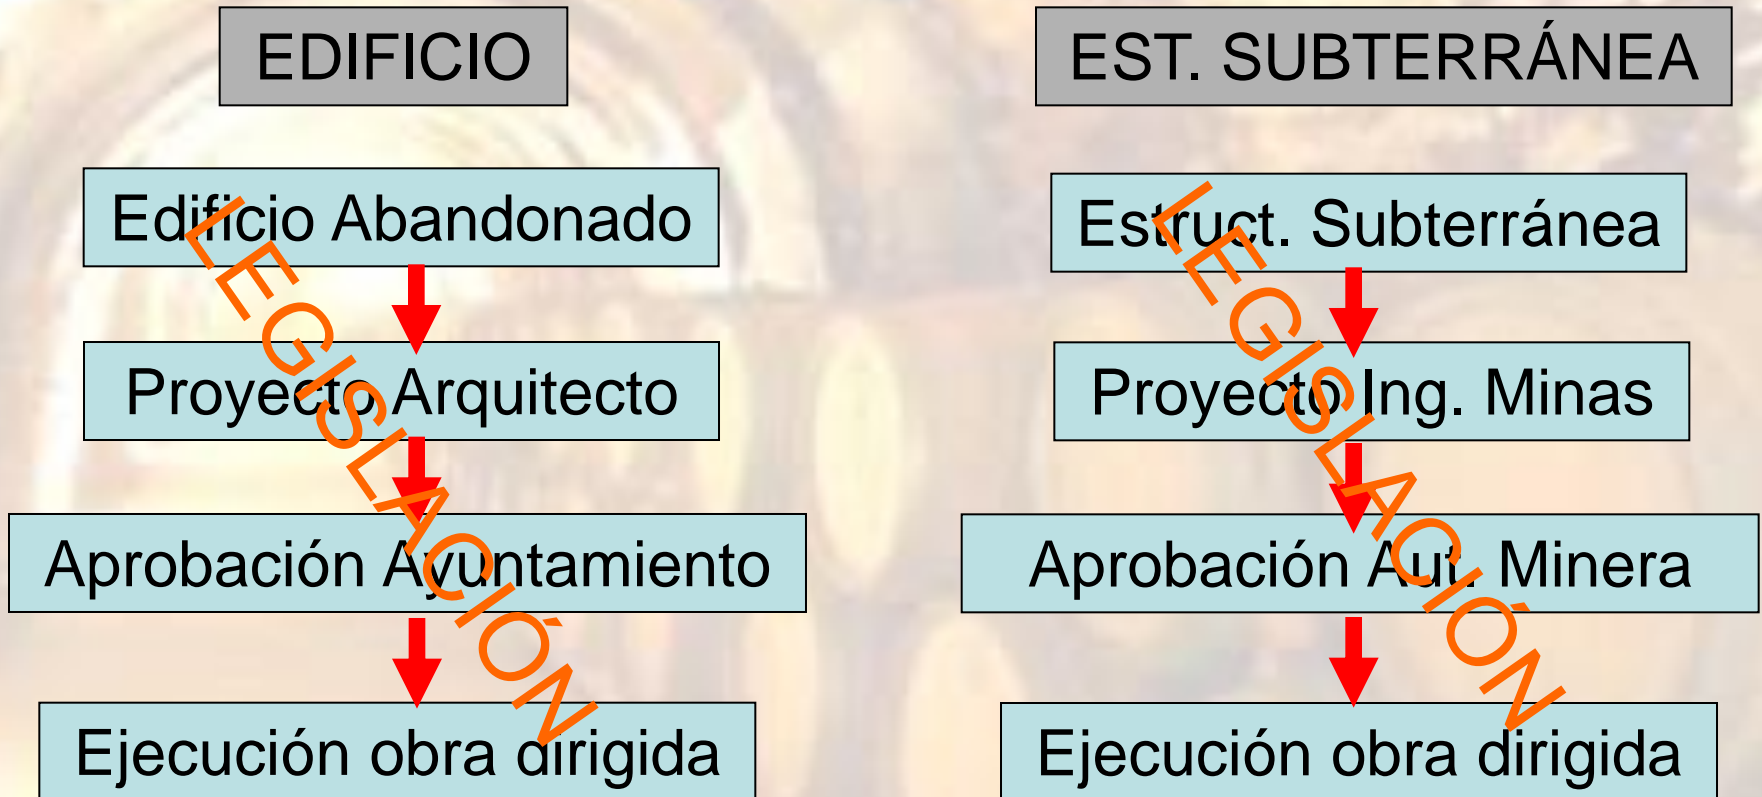 EDIFICIO
Edificio Abandonado
Proyecto Arquitecto
Aprobación Ayuntamiento
Ejecución obra dirigida
LEGISLACIÓN
EST. SUBTERRÁNEA
Estruct. Subterránea
Proyecto Ing. Minas
Aprobación Aut. Minera
Ejecución obra dirigida
LEGISLACIÓN